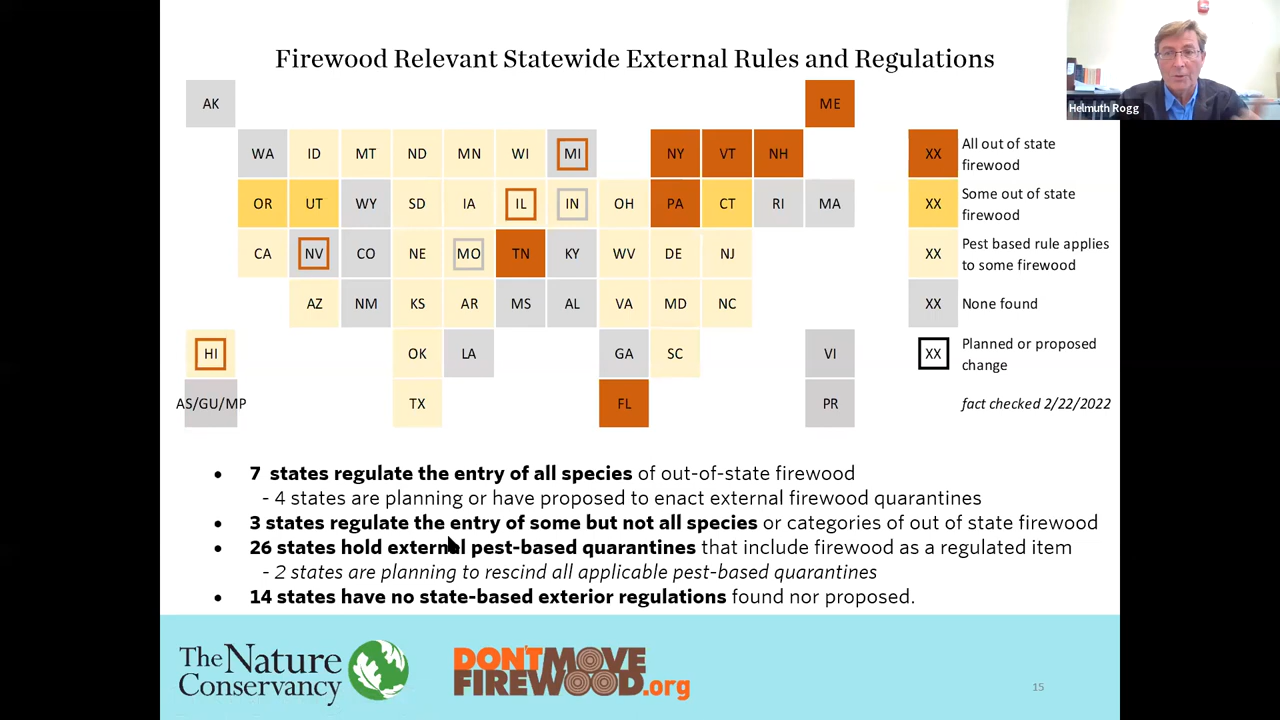 Firewood Relevant Statewide External Rules and Regulations
Helmuth Rogg
AK ME
WA ID MT ND MN WI MI NY VT NH
OR UT WY SD IA IL IN OH PA CT RI MA
CA NV CO NE MO TN KY WV DE NJ
AZ NM KS AR MS AL VA MD NC
HI OK LA GA SC VI
AS/GU/MP TX FL PR
XX All out of state
firewood
XX Some out of state
firewood
XX Pest based rule applies
to some firewood
XX None found
XX Planned or proposed
change
fact checked 2/22/2022
• 7 states regulate the entry of all species of out-of-state firewood
- 4 states are planning or have proposed to enact external firewood quarantines
• 3 states regulate the entry of some but not all species or categories of out of state firewood
• 26 states hold external pest-based quarantines that include firewood as a regulated item
- 2 states are planning to rescind all applicable pest-based quarantines
• 14 states have no state-based exterior regulations found nor proposed.
The Nature
Conservancy
DON'T MOVE
FIREWOOD.org
15